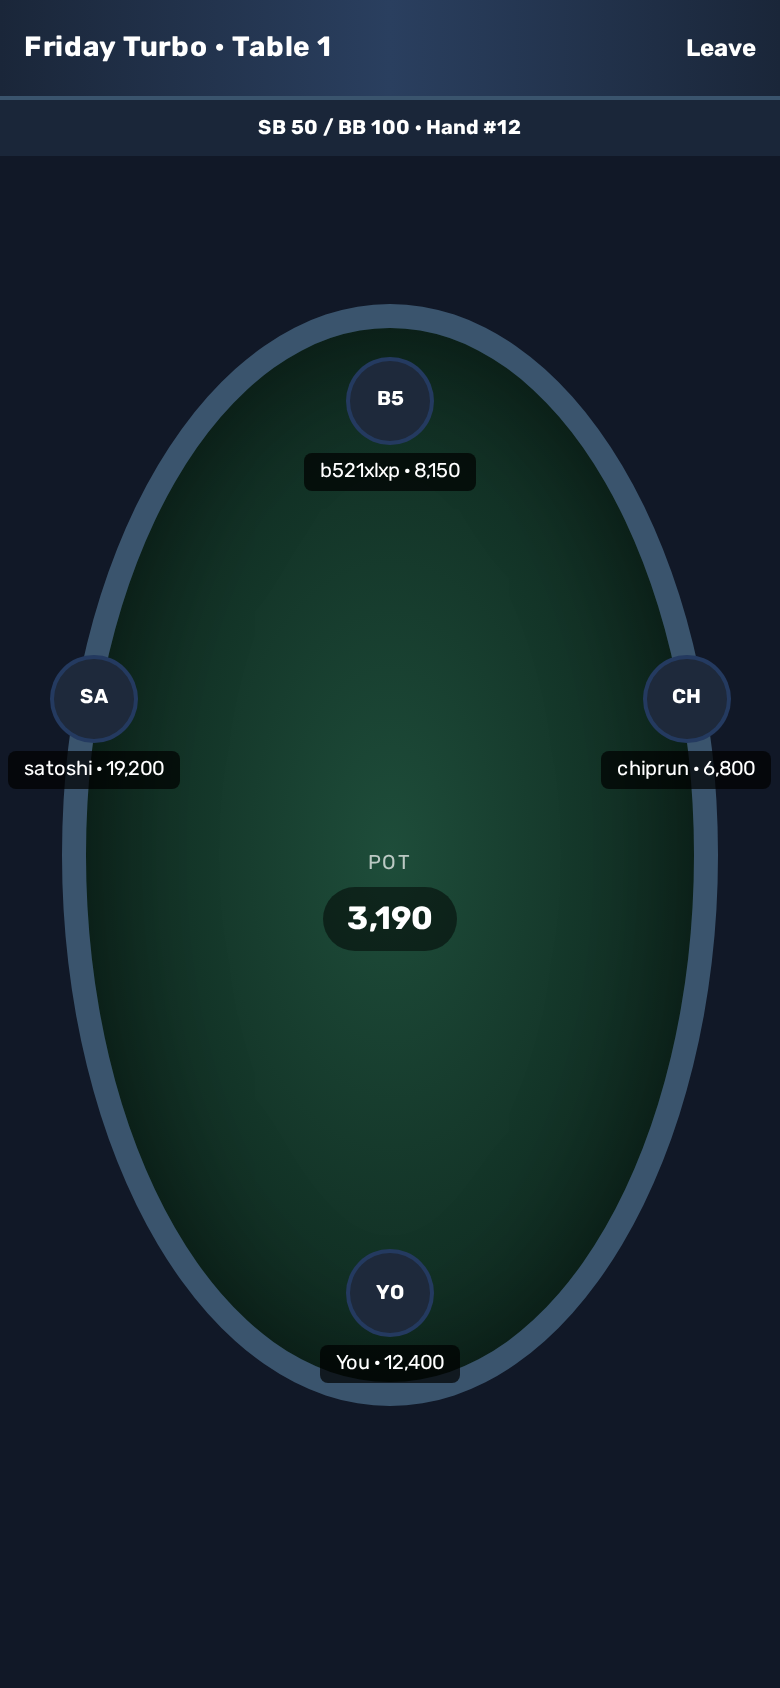 Friday Turbo • Table 1
Leave
SB 50 / BB 100 • Hand #12
B5
b521xlxp • 8,150
SA
satoshi • 19,200
CH
chiprun • 6,800
POT
3,190
YO
You • 12,400